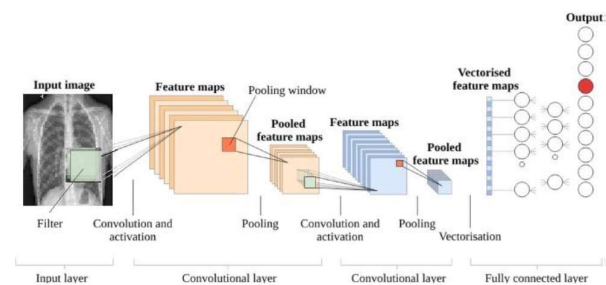 Output
Vectorised
feature maps
Input image
Feature maps
Pooling window
Pooled
feature maps
Feature maps
Pooled
feature maps
Filter
Convolution and
activation
Pooling
Convolution and
activation
Pooling
Vectorisation
Input layer
Convolutional layer
Convolutional layer
Fully connected layer